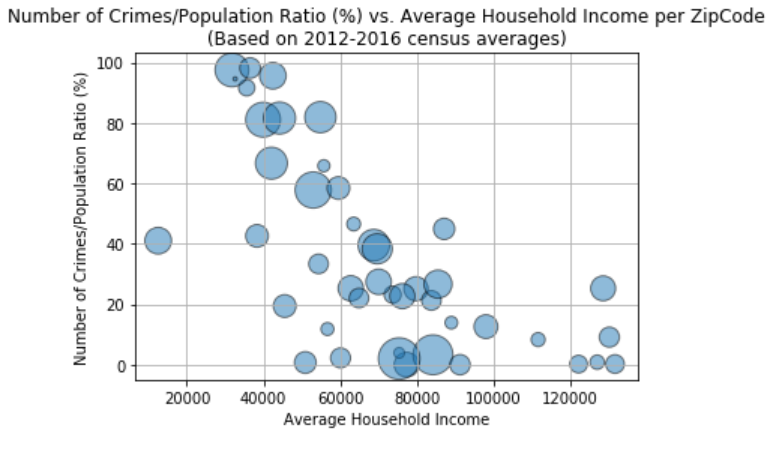 Number of Crimes/Population Ratio (%) vs. Average Household Income per ZipCode
(Based on 2012-2016 census averages)
Number of Crimes/Population Ratio (%)
100
80
60
40
20
0
20000 40000 60000 80000 100000 120000
Average Household Income